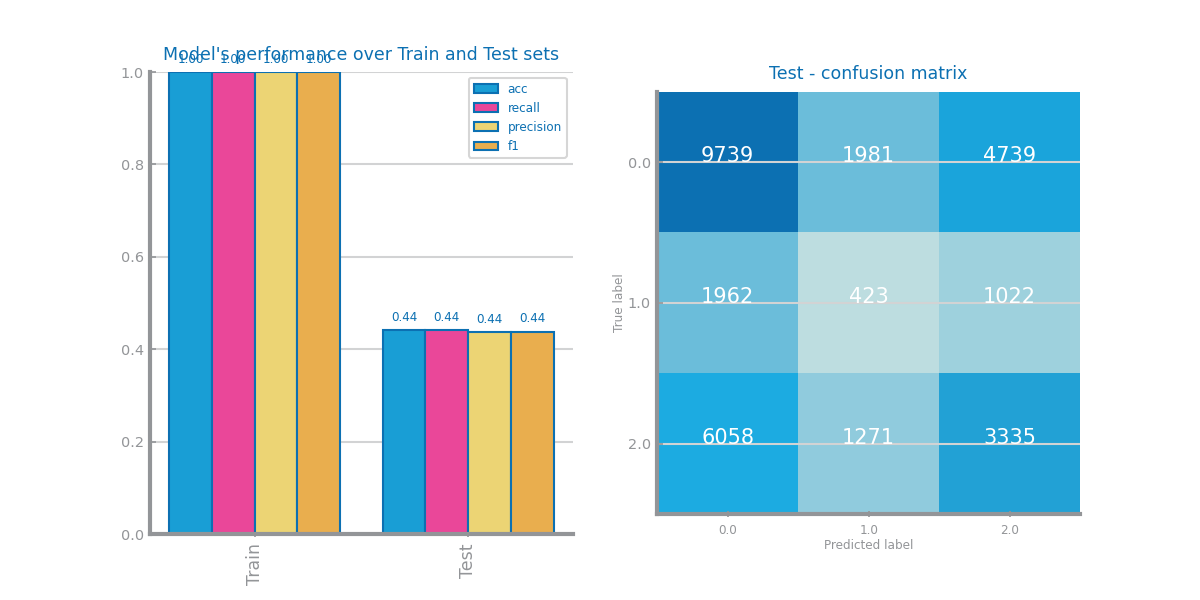 Model's performance over Train and Test sets
1.00 1.00 1.00 1.00
1.0
0.8
0.6
0.4
0.2
0.0
acc
recall
precision
f1
0.44 0.44 0.44 0.44
Train Test
Test - confusion matrix
True label
0.0 9739 1981 4739
1.0 1962 423 1022
2.0 6058 1271 3335
0.0 1.0 2.0
Predicted label